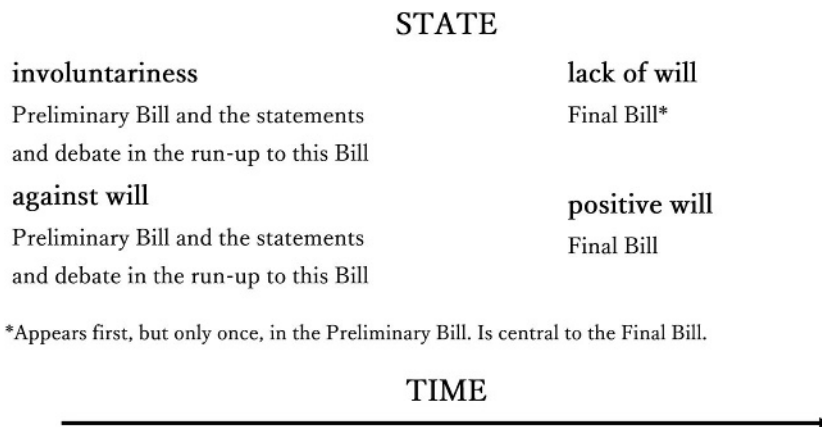 STATE
involuntariness
Preliminary Bill and the statements
and debate in the run-up to this Bill
against will
Preliminary Bill and the statements
and debate in the run-up to this Bill
lack of will
Final Bill*
positive will
Final Bill
*Appears first, but only once, in the Preliminary Bill. Is central to the Final Bill.
TIME